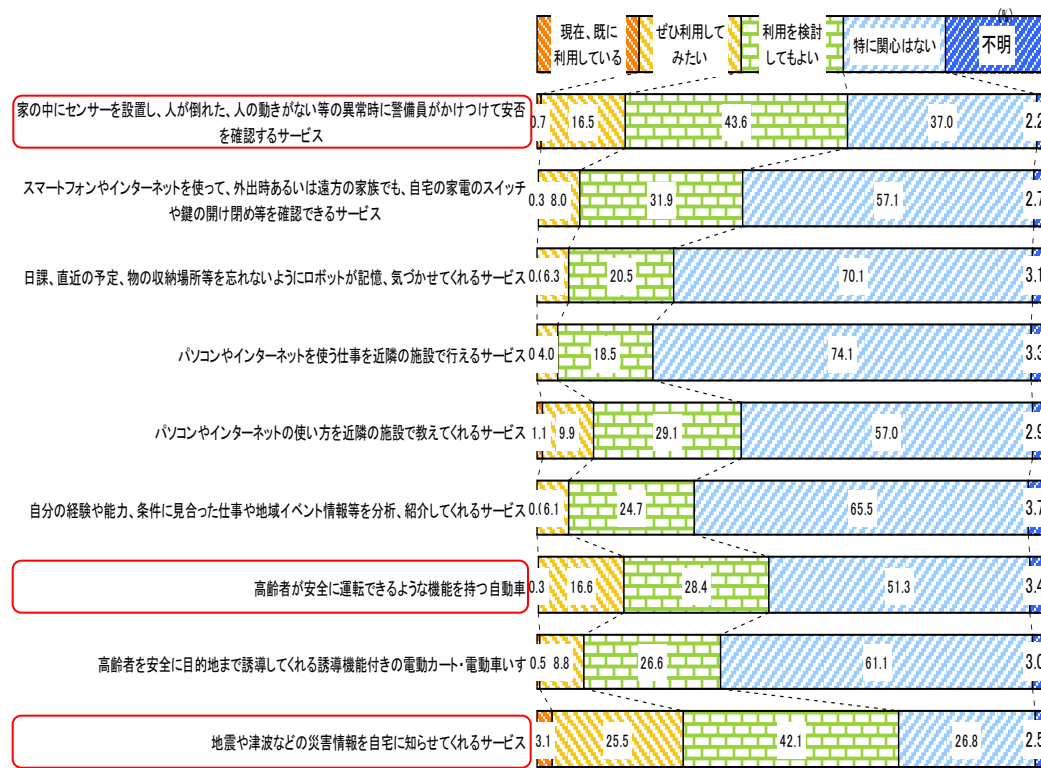 (%)
現在、既に
利用している
ぜひ利用して
みたい
利用を検討
してもよい
特に関心はない
不明
家の中にセンサーを設置し、人が倒れた、人の動きがない等の異常時に警備員がかけつけて安否
を確認するサービス
0.7 16.5 43.6 37.0 2.2
スマートフォンやインターネットを使って、外出時あるいは遠方の家族でも、自宅の家電のスイッチ
や鍵の開け閉め等を確認できるサービス
0.3 8.0 31.9 57.1 2.7
日課、直近の予定、物の収納場所等を忘れないようにロボットが記憶、気づかせてくれるサービス
6.3 20.5 70.1 3.1
パソコンやインターネットを使う仕事を近隣の施設で行えるサービス
4.0 18.5 74.1 3.3
パソコンやインターネットの使い方を近隣の施設で教えてくれるサービス
1.1 9.9 29.1 57.0 2.9
自分の経験や能力、条件に見合った仕事や地域イベント情報等を分析、紹介してくれるサービス
6.1 24.7 65.5 3.7
高齢者が安全に運転できるような機能を持つ自動車
0.3 16.6 28.4 51.3 3.4
高齢者を安全に目的地まで誘導してくれる誘導機能付きの電動カート・電動車いす
0.5 8.8 26.6 61.1 3.0
地震や津波などの災害情報を自宅に知らせてくれるサービス
3.1 25.5 42.1 26.8 2.5